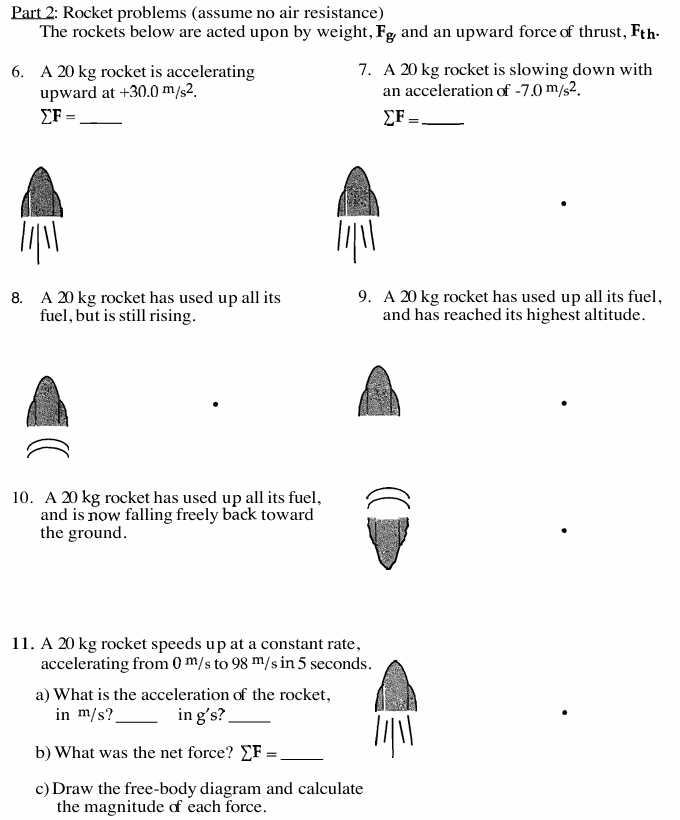 Part 2: Rocket problems (assume no air resistance)
The rockets below are acted upon by weight, Fg, and an upward force of thrust, Fth.
6. A 20 kg rocket is accelerating
upward at +30.0 m/s².
∑F = _____
7. A 20 kg rocket is slowing down with
an acceleration of -7.0 m/s².
∑F = _____
8. A 20 kg rocket has used up all its
fuel, but is still rising.
9. A 20 kg rocket has used up all its fuel,
and has reached its highest altitude.
10. A 20 kg rocket has used up all its fuel,
and is now falling freely back toward
the ground.
11. A 20 kg rocket speeds up at a constant rate,
accelerating from 0 m/s to 98 m/s in 5 seconds.
a) What is the acceleration of the rocket,
in m/s? _____ in g's? _____
b) What was the net force? ∑F = _____
c) Draw the free-body diagram and calculate
the magnitude of each force.